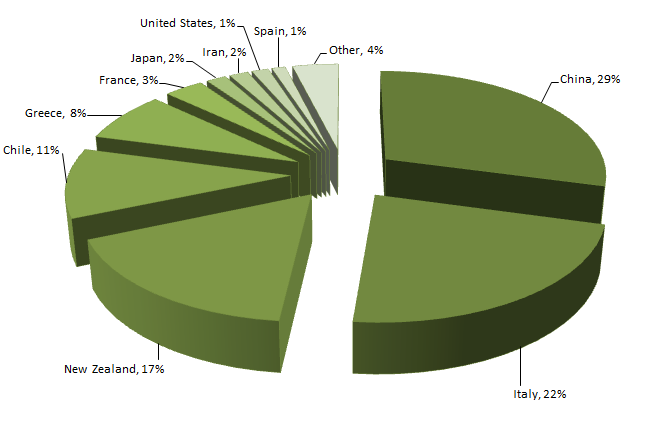 United States, 1%
Spain, 1%
Other, 4%
Iran, 2%
Japan, 2%
France, 3%
China, 29%
Greece, 8%
Chile, 11%
New Zealand, 17%
Italy, 22%